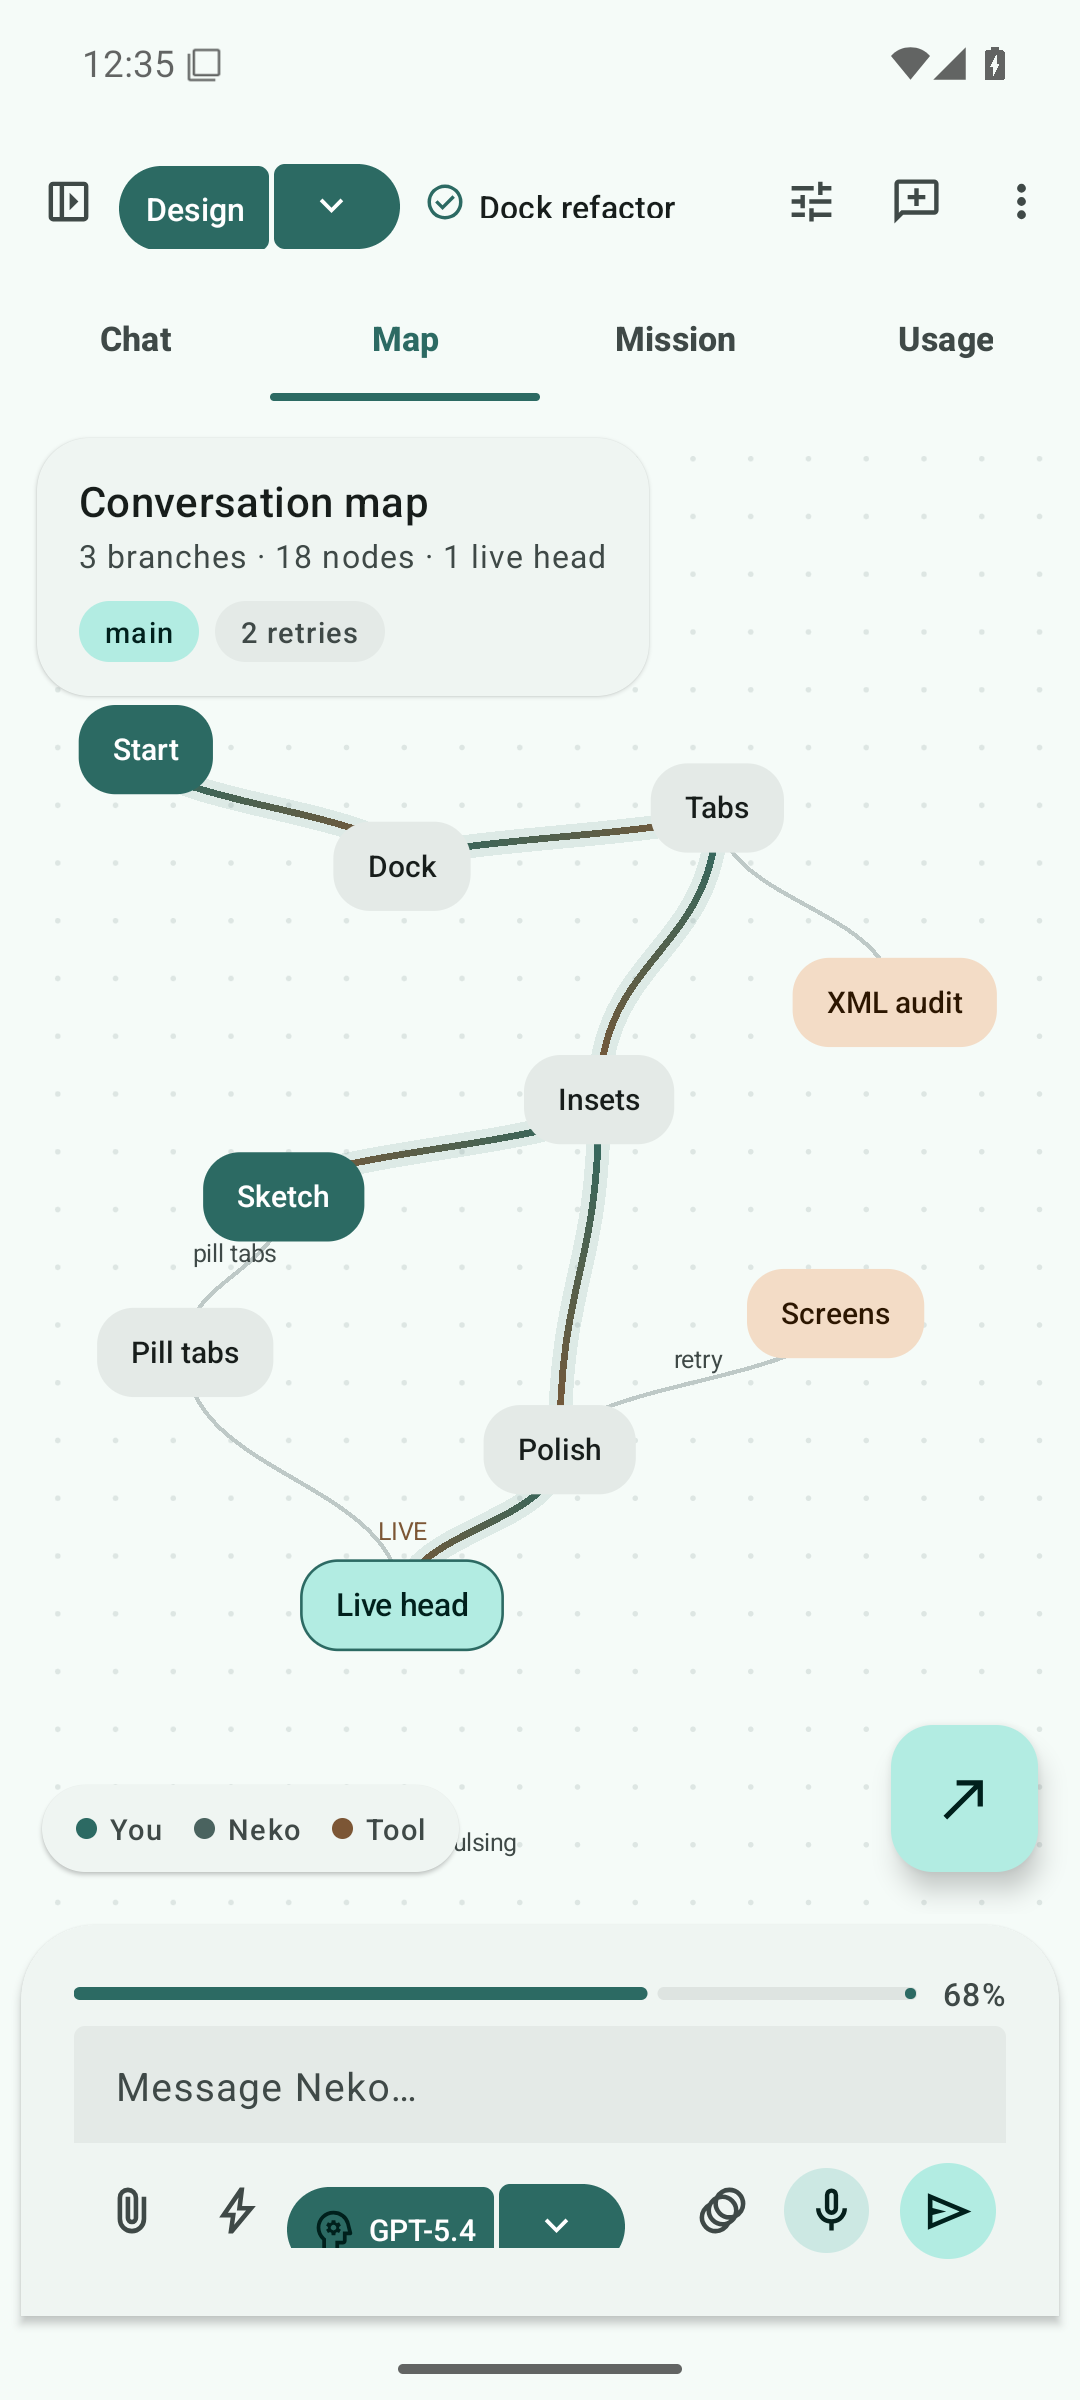 12:35
Design
Dock refactor
Chat
Map
Mission
Usage
Conversation map
3 branches · 18 nodes · 1 live head
main
2 retries
Start
Tabs
Dock
XML audit
Insets
Sketch
pill tabs
Screens
Pill tabs
retry
Polish
LIVE
Live head
You
Neko
Tool
ulsing
68%
Message Neko…
GPT-5.4